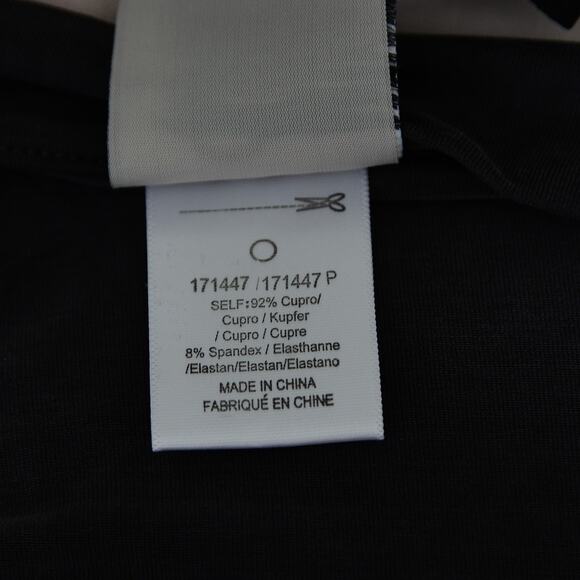 171447 / 171447 P
SELF:92% Cupro/
Cupro / Kupfer
/ Cupro / Cupre
8% Spandex / Elasthanne
/Elastan/Elastan/Elastano
MADE IN CHINA
FABRIQUÉ EN CHINE